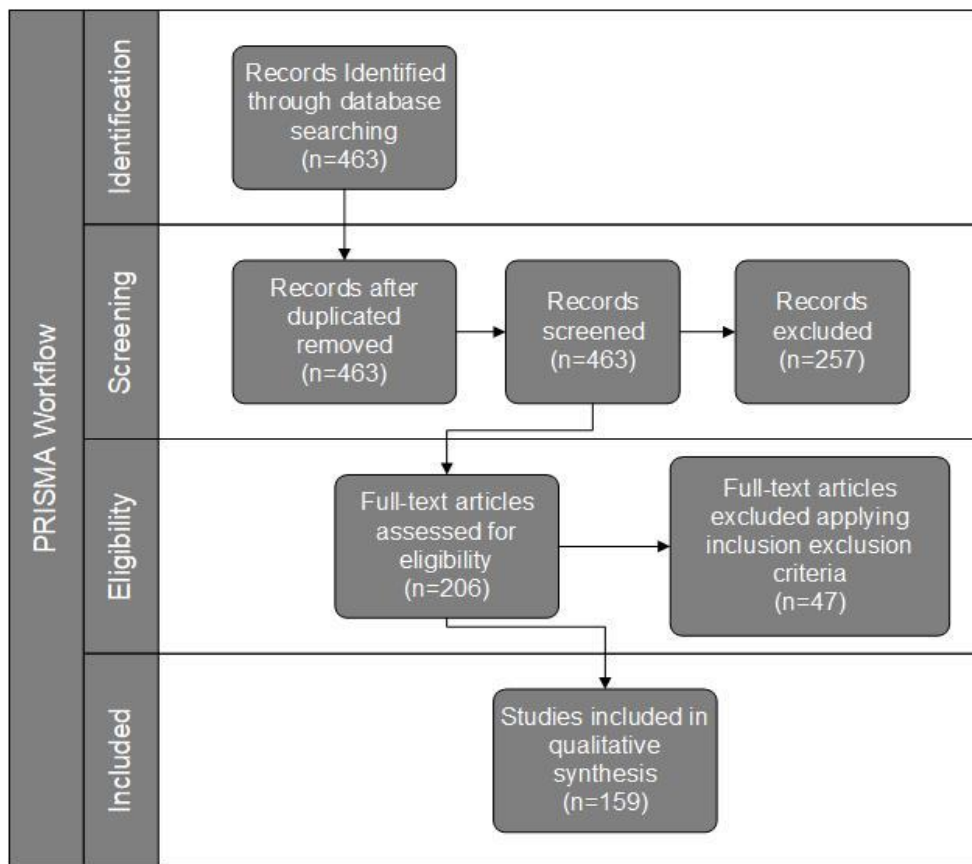 PRISMA Workflow
Identification
Records Identified
through database
searching
(n=463)
Screening
Records after
duplicated
removed
(n=463)
Records
screened
(n=463)
Records
excluded
(n=257)
Eligibility
Full-text articles
assessed for
eligibility
(n=206)
Full-text articles
excluded applying
inclusion exclusion
criteria
(n=47)
Included
Studies included in
qualitative
synthesis
(n=159)